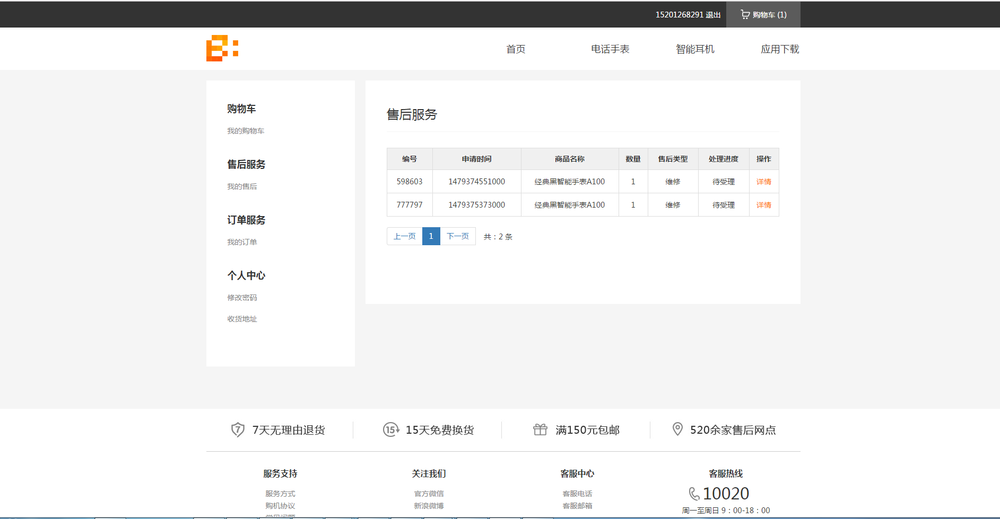 15201268291 退出 购物车 (1)
首页 电话手表 智能耳机 应用下载
购物车
我的购物车
售后服务
我的售后
订单服务
我的订单
个人中心
修改密码
收货地址
售后服务
编号 申请时间 商品名称 数量 售后类型 处理进度 操作
598603 1479374551000 经典黑智能手表A100 1 维修 待受理 详情
777797 1479375373000 经典黑智能手表A100 1 维修 待受理 详情
上一页 1 下一页 共：2 条
7 7天无理由退货 15 15天免费换货 满150元包邮 520余家售后网点
服务支持 关注我们 客服中心 客服热线
服务方式 官方微信 客服电话 10020
购机协议 新浪微博 客服邮箱 周一至周日 9：00-18：00
常见问题